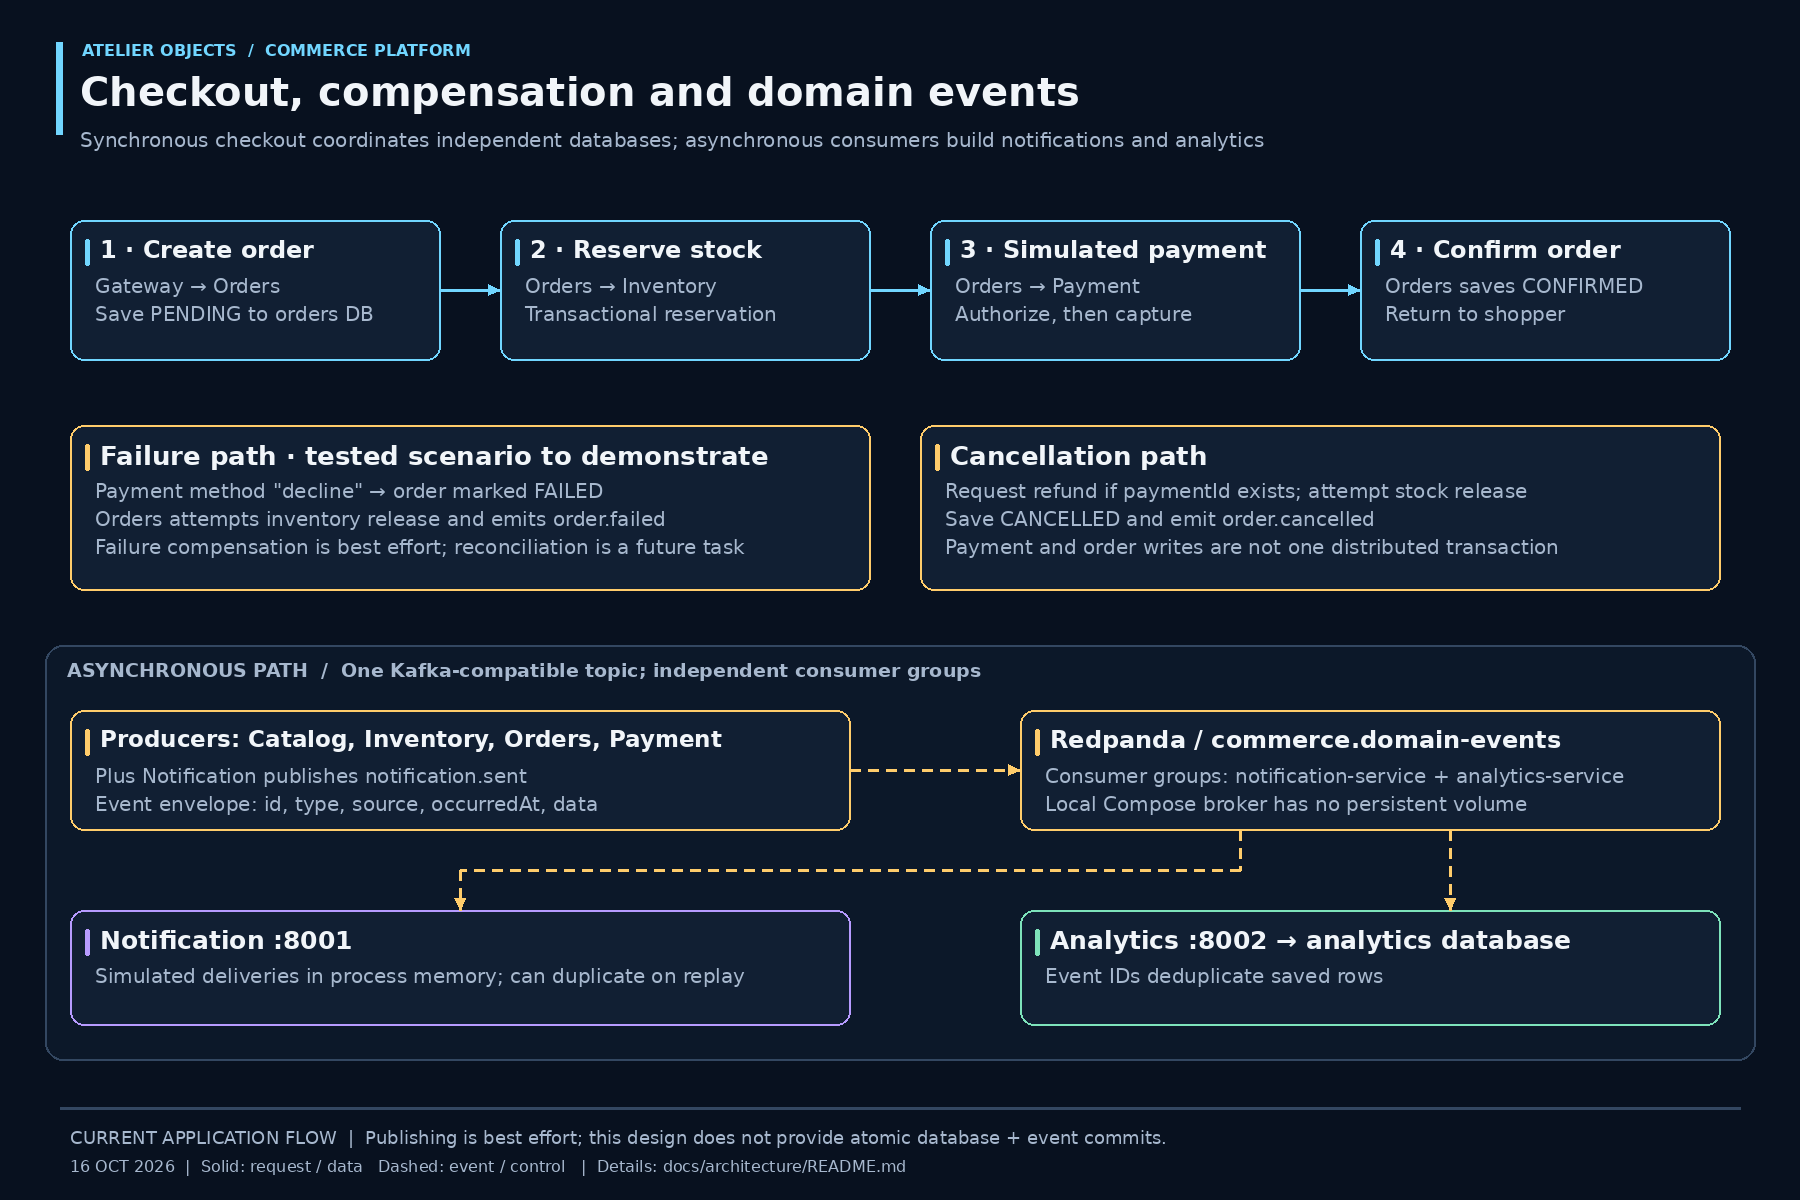 ATELIER OBJECTS / COMMERCE PLATFORM
Checkout, compensation and domain events
Synchronous checkout coordinates independent databases; asynchronous consumers build notifications and analytics
1 · Create order
Gateway → Orders
Save PENDING to orders DB
2 · Reserve stock
Orders → Inventory
Transactional reservation
3 · Simulated payment
Orders → Payment
Authorize, then capture
4 · Confirm order
Orders saves CONFIRMED
Return to shopper
Failure path · tested scenario to demonstrate
Payment method "decline" → order marked FAILED
Orders attempts inventory release and emits order.failed
Failure compensation is best effort; reconciliation is a future task
Cancellation path
Request refund if paymentId exists; attempt stock release
Save CANCELLED and emit order.cancelled
Payment and order writes are not one distributed transaction
ASYNCHRONOUS PATH / One Kafka-compatible topic; independent consumer groups
Producers: Catalog, Inventory, Orders, Payment
Plus Notification publishes notification.sent
Event envelope: id, type, source, occurredAt, data
Redpanda / commerce.domain-events
Consumer groups: notification-service + analytics-service
Local Compose broker has no persistent volume
Notification :8001
Simulated deliveries in process memory; can duplicate on replay
Analytics :8002 → analytics database
Event IDs deduplicate saved rows
CURRENT APPLICATION FLOW | Publishing is best effort; this design does not provide atomic database + event commits.
16 OCT 2026 | Solid: request / data Dashed: event / control | Details: docs/architecture/README.md